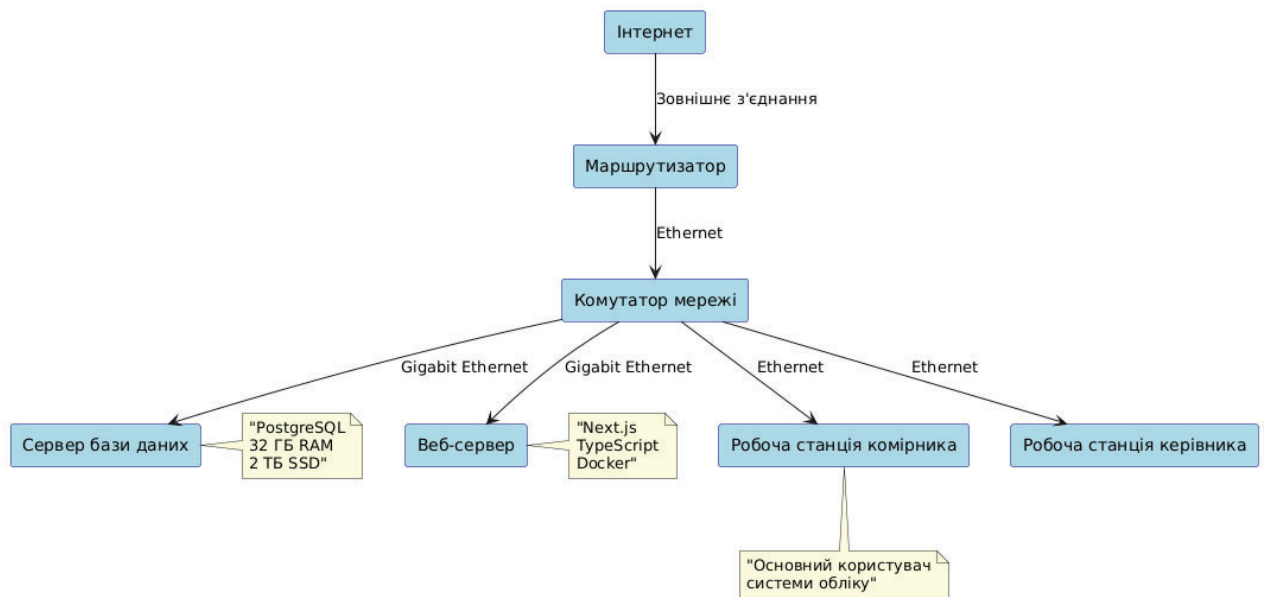 Інтернет
Зовнішнє з'єднання
Маршрутизатор
Ethernet
Комутатор мережі
Gigabit Ethernet
Gigabit Ethernet
Ethernet
Ethernet
Сервер бази даних
"PostgreSQL
32 ГБ RAM
2 ТБ SSD"
Веб-сервер
"Next.js
TypeScript
Docker"
Робоча станція комірника
Робоча станція керівника
"Основний користувач
системи обліку"